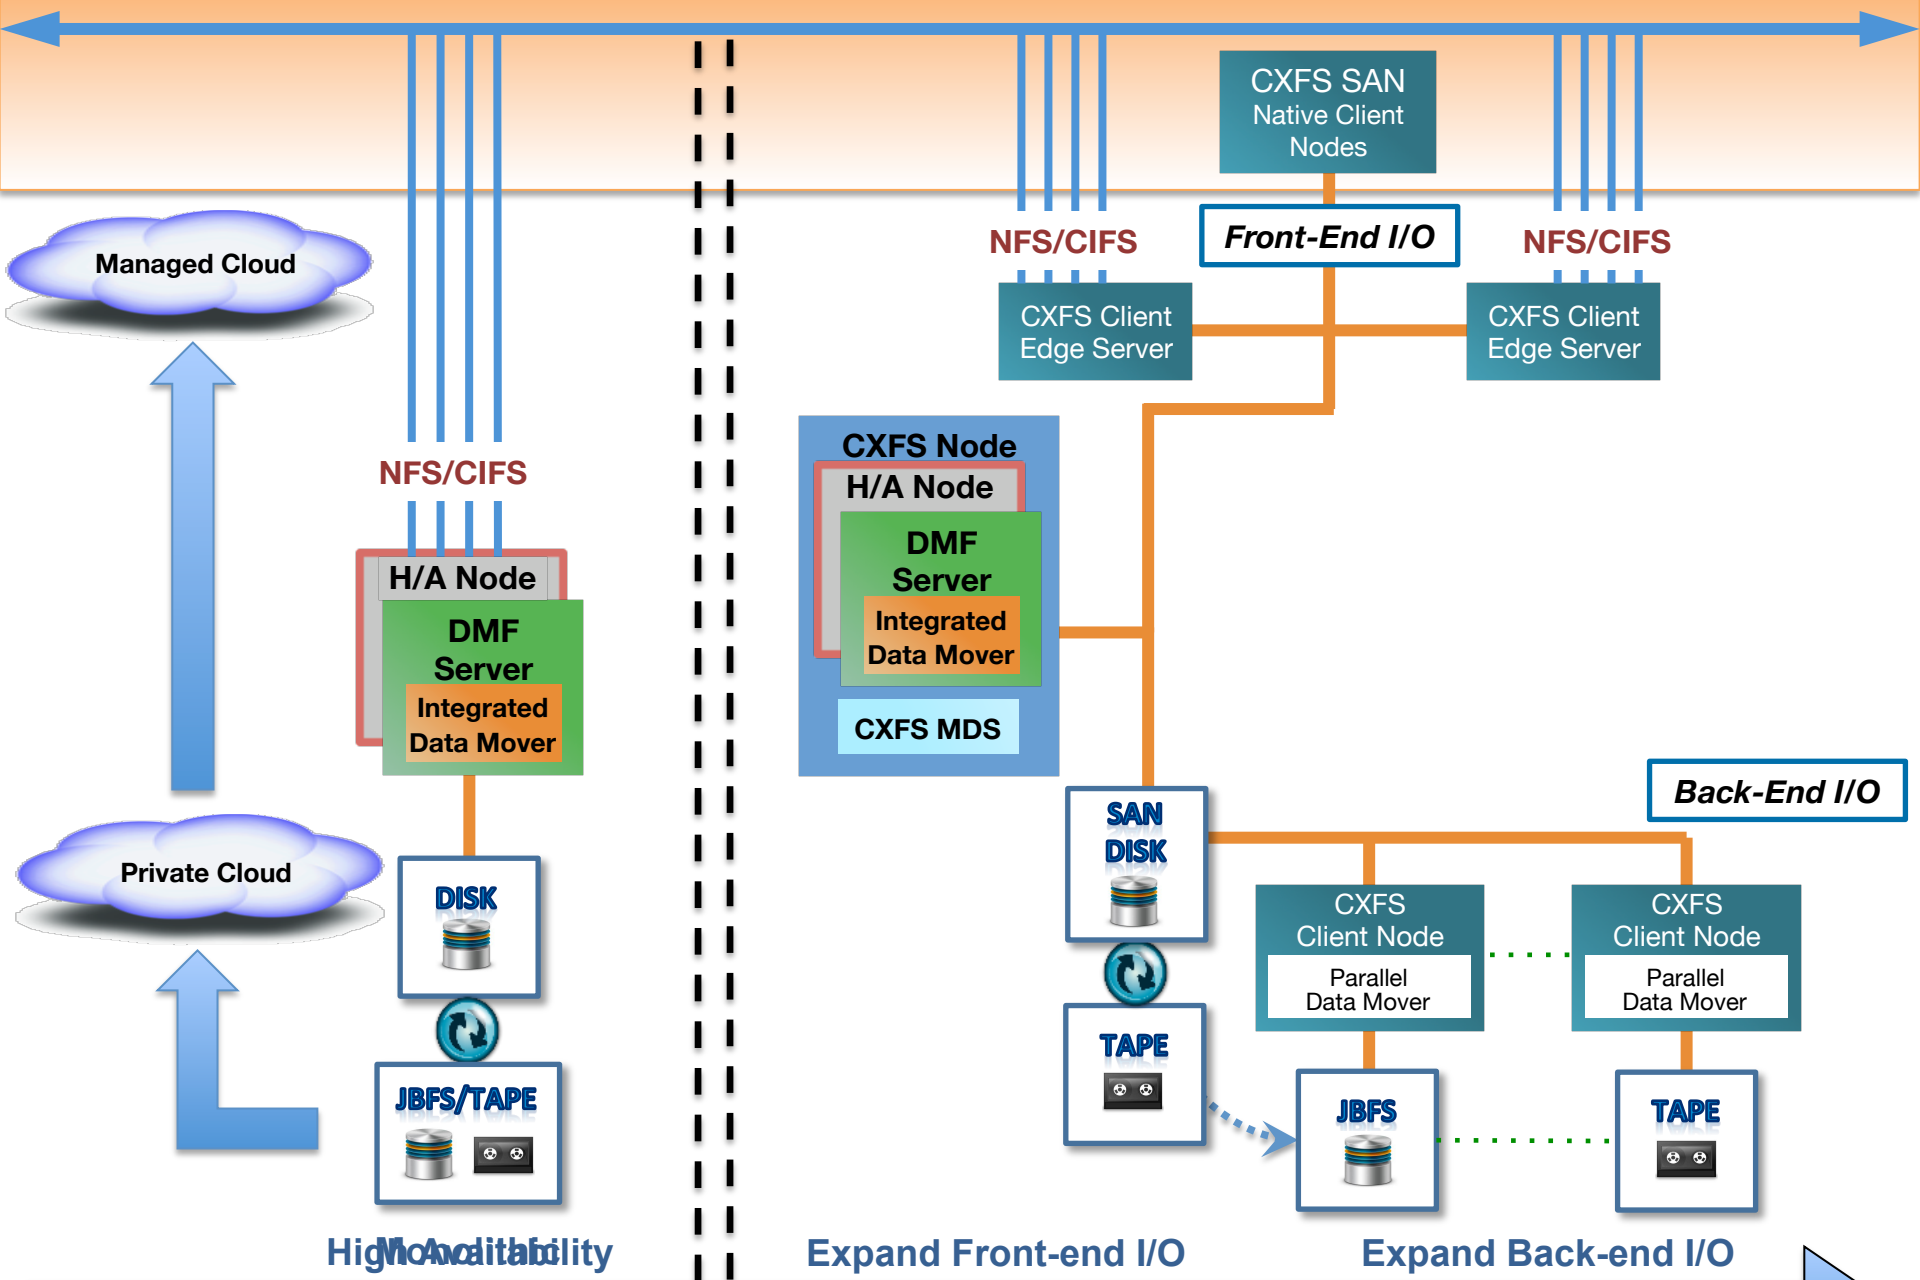 CXFS SAN
Native Client
Nodes
Front-End I/O
NFS/CIFS
NFS/CIFS
Managed Cloud
CXFS Client
Edge Server
CXFS Client
Edge Server
NFS/CIFS
H/A Node
DMF
Server
Integrated
Data Mover
CXFS Node
H/A Node
DMF
Server
Integrated
Data Mover
CXFS MDS
Back-End I/O
Private Cloud
DISK
JBFS/TAPE
SAN
DISK
TAPE
CXFS
Client Node
Parallel
Data Mover
CXFS
Client Node
Parallel
Data Mover
JBFS
TAPE
High Availability
Monolithic
Expand Front-end I/O
Expand Back-end I/O